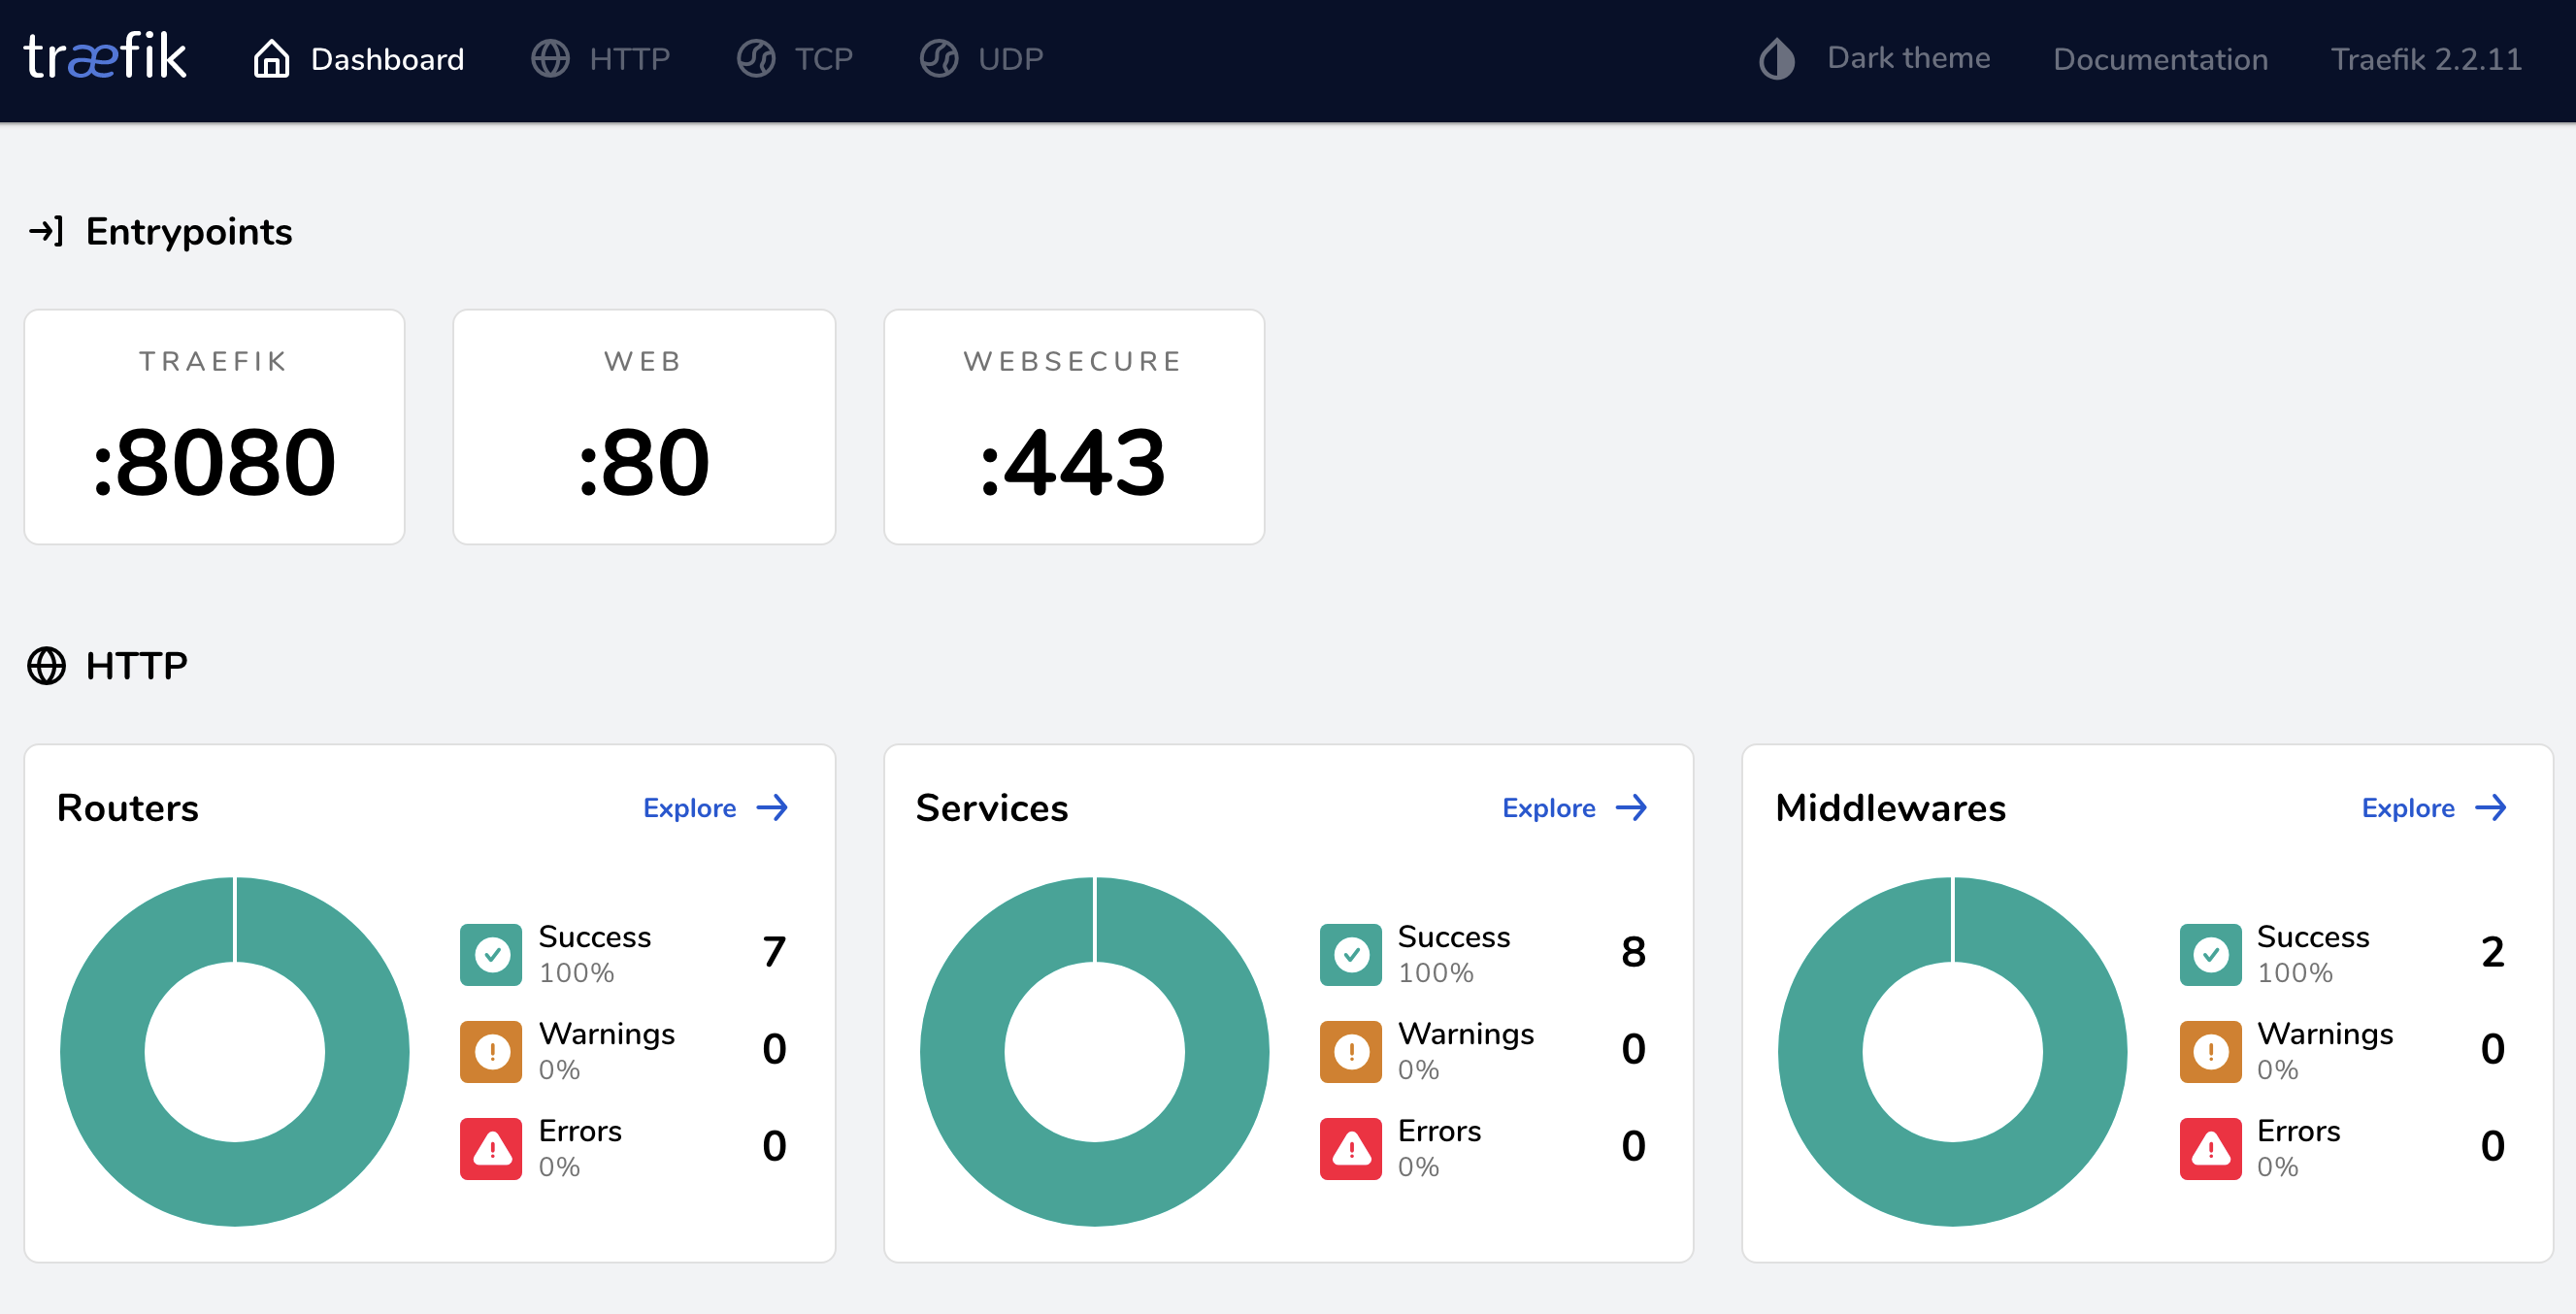 træfik Dashboard HTTP TCP UDP Dark theme Documentation Traefik 2.2.11
Entrypoints
TRAEFIK WEB WEBSECURE
:8080 :80 :443
HTTP
Routers Explore
Success 7
100%
Warnings 0
0%
Errors 0
0%
Services Explore
Success 8
100%
Warnings 0
0%
Errors 0
0%
Middlewares Explore
Success 2
100%
Warnings 0
0%
Errors 0
0%